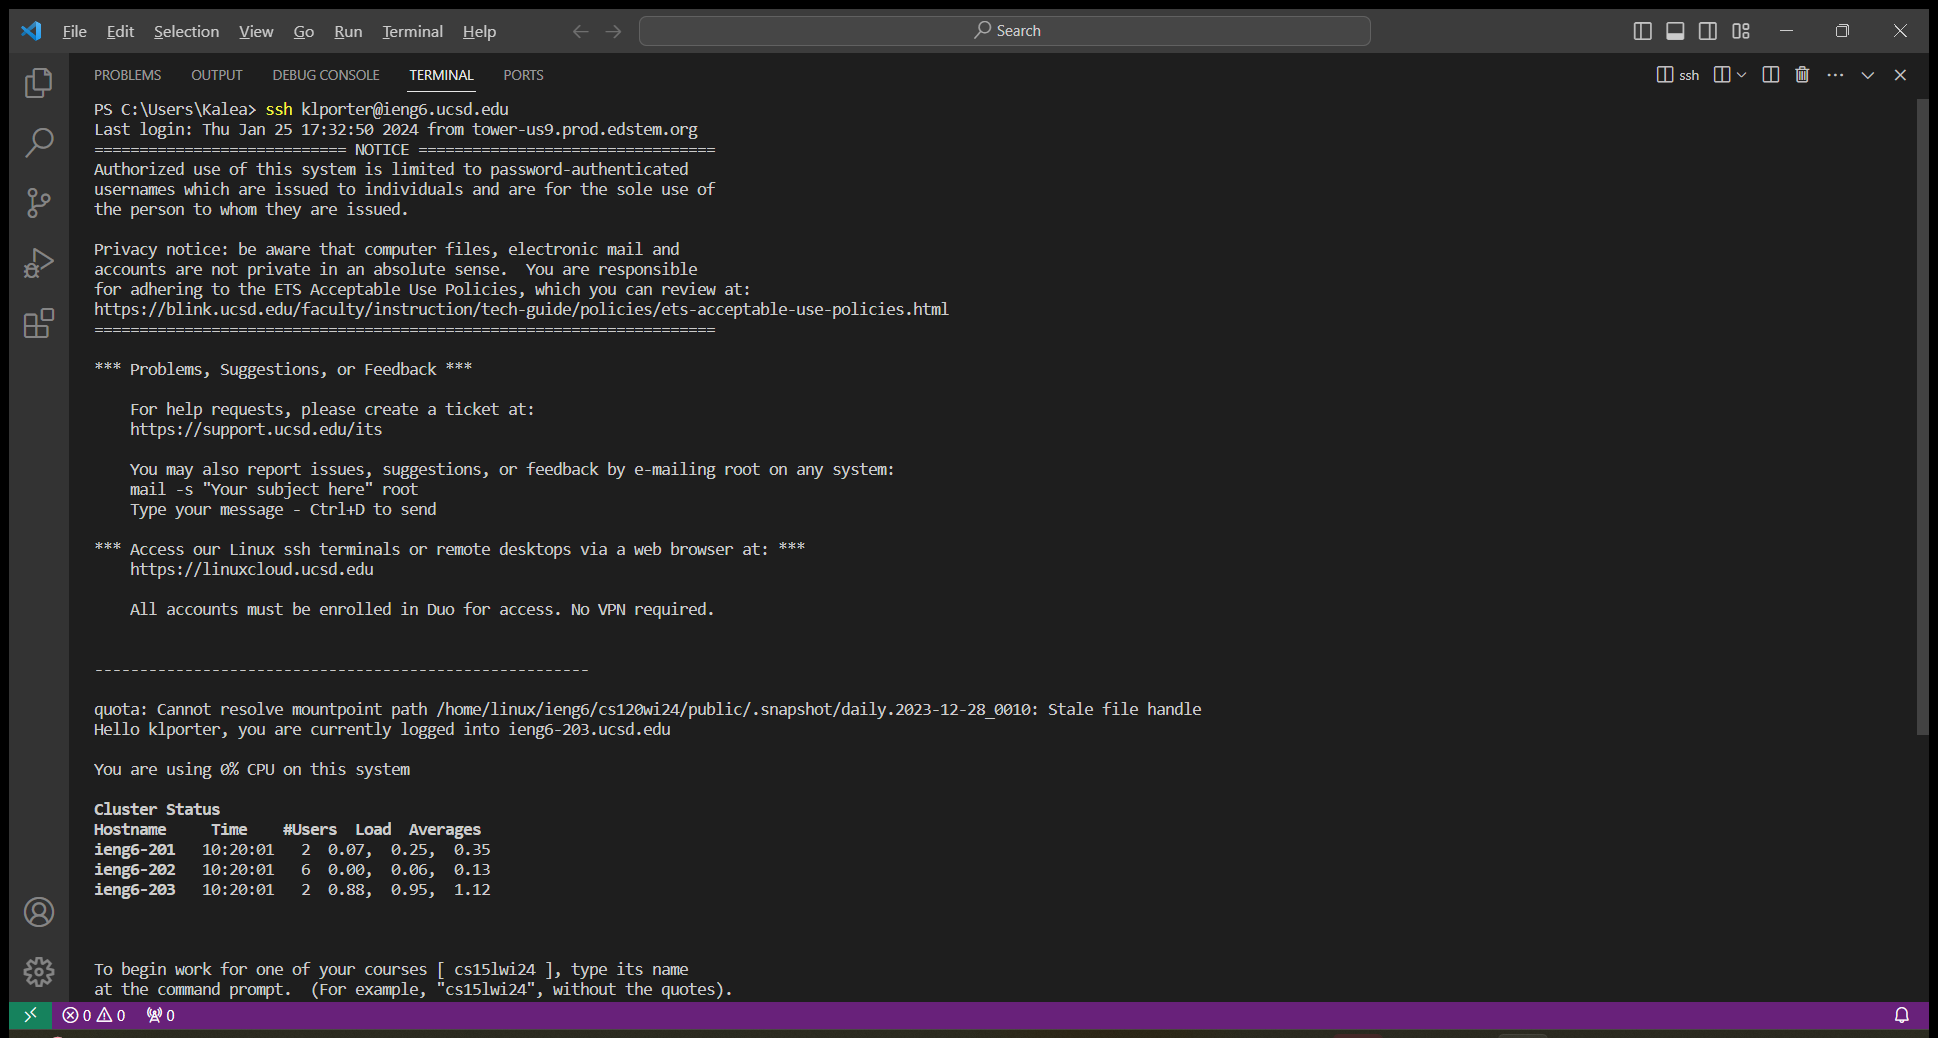 File Edit Selection View Go Run Terminal Help Search
PROBLEMS OUTPUT DEBUG CONSOLE TERMINAL PORTS ssh
PS C:\Users\Kalea> ssh klporter@ieng6.ucsd.edu
Last login: Thu Jan 25 17:32:50 2024 from tower-us9.prod.edstem.org
============================ NOTICE =================================
Authorized use of this system is limited to password-authenticated
usernames which are issued to individuals and are for the sole use of
the person to whom they are issued.
Privacy notice: be aware that computer files, electronic mail and
accounts are not private in an absolute sense.  You are responsible
for adhering to the ETS Acceptable Use Policies, which you can review at:
https://blink.ucsd.edu/faculty/instruction/tech-guide/policies/ets-acceptable-use-policies.html
=====================================================================
*** Problems, Suggestions, or Feedback ***
For help requests, please create a ticket at:
https://support.ucsd.edu/its
You may also report issues, suggestions, or feedback by e-mailing root on any system:
mail -s "Your subject here" root
Type your message - Ctrl+D to send
*** Access our Linux ssh terminals or remote desktops via a web browser at: ***
https://linuxcloud.ucsd.edu
All accounts must be enrolled in Duo for access. No VPN required.
-------------------------------------------------------
quota: Cannot resolve mountpoint path /home/linux/ieng6/cs120wi24/public/.snapshot/daily.2023-12-28_0010: Stale file handle
Hello klporter, you are currently logged into ieng6-203.ucsd.edu
You are using 0% CPU on this system
Cluster Status
Hostname     Time    #Users  Load  Averages
ieng6-201   10:20:01   2  0.07,  0.25,  0.35
ieng6-202   10:20:01   6  0.00,  0.06,  0.13
ieng6-203   10:20:01   2  0.88,  0.95,  1.12
To begin work for one of your courses [ cs15lwi24 ], type its name
at the command prompt.  (For example, "cs15lwi24", without the quotes).
0 0 0